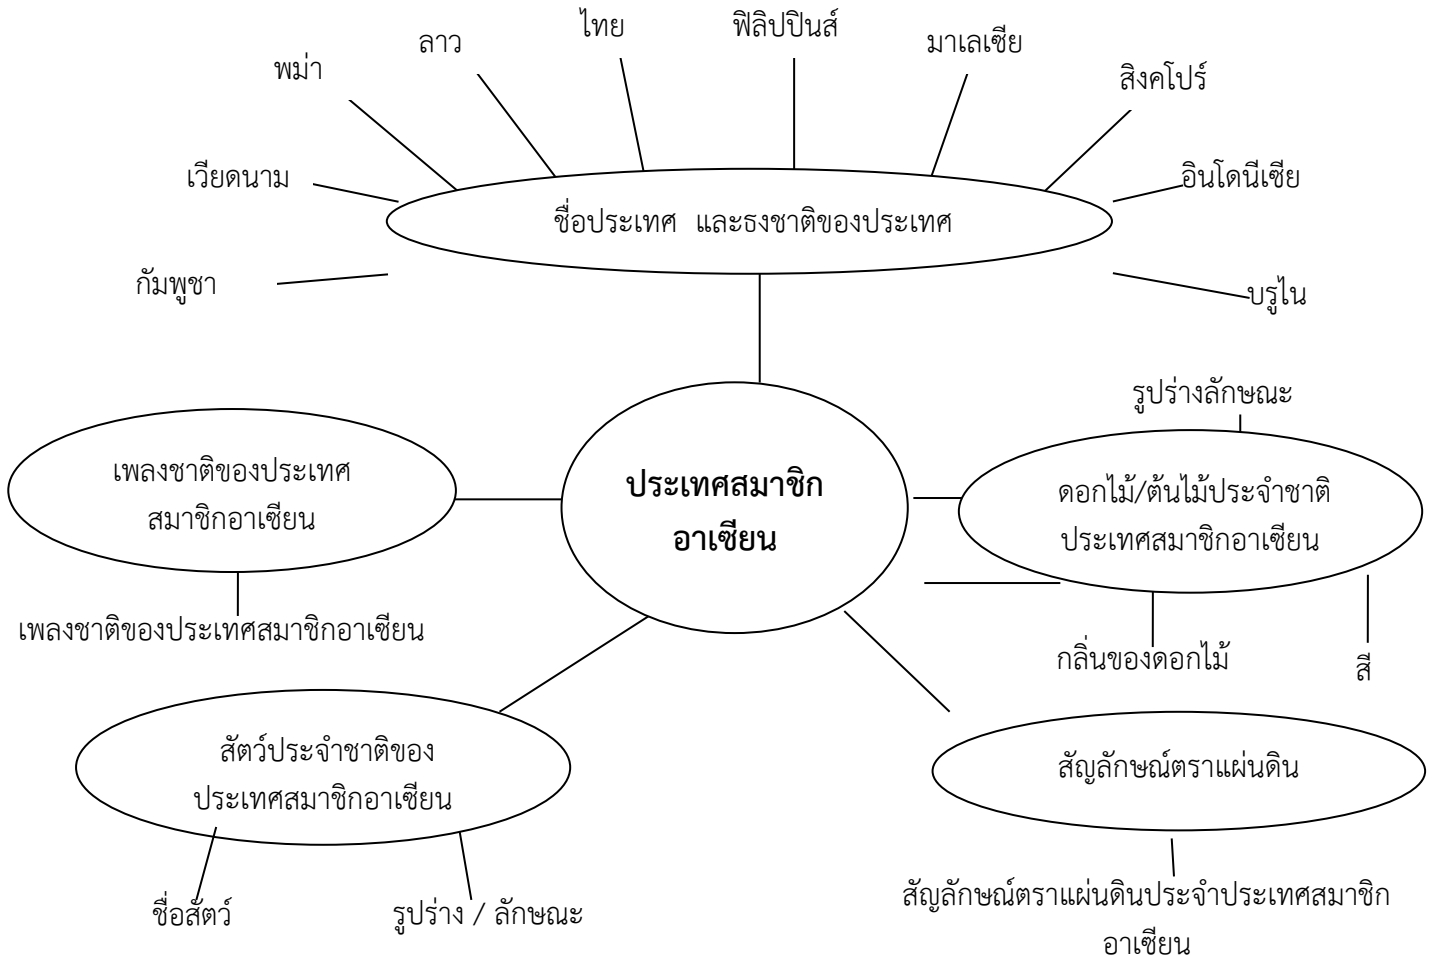 ไทย
ฟิลิปปินส์
ลาว
มาเลเซีย
พม่า
สิงคโปร์
เวียดนาม
อินโดนีเซีย
ชื่อประเทศ และธงชาติของประเทศ
กัมพูชา
บรูไน
รูปร่างลักษณะ
เพลงชาติของประเทศ
สมาชิกอาเซียน
ประเทศสมาชิก
อาเซียน
ดอกไม้/ต้นไม้ประจำชาติ
ประเทศสมาชิกอาเซียน
เพลงชาติของประเทศสมาชิกอาเซียน
กลิ่นของดอกไม้
สี
สัตว์ประจำชาติของ
ประเทศสมาชิกอาเซียน
สัญลักษณ์ตราแผ่นดิน
ชื่อสัตว์
รูปร่าง / ลักษณะ
สัญลักษณ์ตราแผ่นดินประจำประเทศสมาชิก
อาเซียน